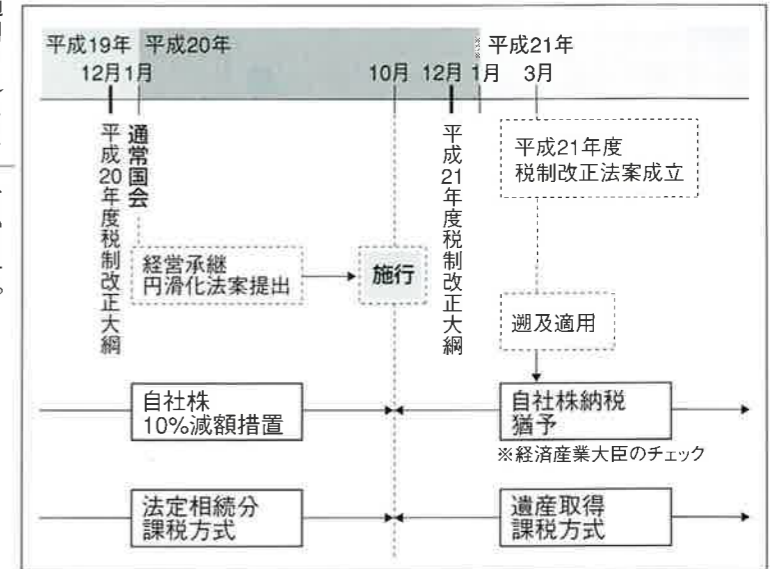 平成19年 平成20年 平成21年
12月 1月 10月 12月 1月 3月
平成20年度税制改正大綱
通常国会
経営承継
円滑化法案提出
施行
平成21年度税制改正大綱
平成21年度
税制改正法案成立
遡及適用
自社株
10%減額措置
自社株納税
猶予
※経済産業大臣のチェック
法定相続分
課税方式
遺産取得
課税方式